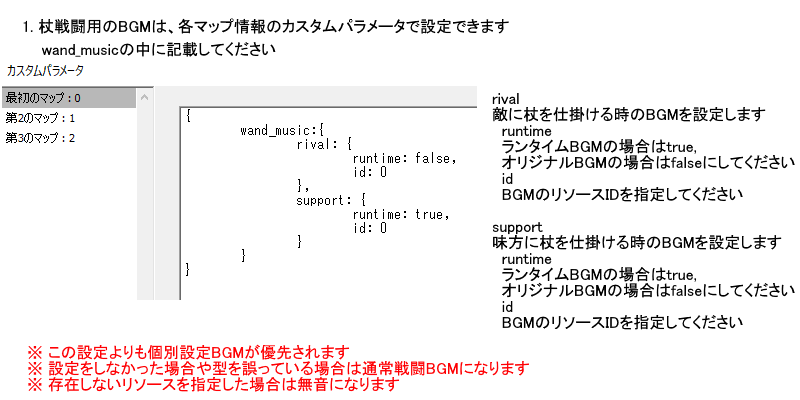 1. 杖戦闘用のBGMは、各マップ情報のカスタムパラメータで設定できます
wand_musicの中に記載してください
カスタムパラメータ
最初のマップ : 0
第2のマップ : 1
第3のマップ : 2
{
wand_music:{
rival: {
runtime: false,
id: 0
},
support: {
runtime: true,
id: 0
}
}
}
rival
敵に杖を仕掛ける時のBGMを設定します
runtime
ランタイムBGMの場合はtrue,
オリジナルBGMの場合はfalseにしてください
id
BGMのリソースIDを指定してください
support
味方に杖を仕掛ける時のBGMを設定します
runtime
ランタイムBGMの場合はtrue,
オリジナルBGMの場合はfalseにしてください
id
BGMのリソースIDを指定してください
※ この設定よりも個別設定BGMが優先されます
※ 設定をしなかった場合や型を誤っている場合は通常戦闘BGMになります
※ 存在しないリソースを指定した場合は無音になります